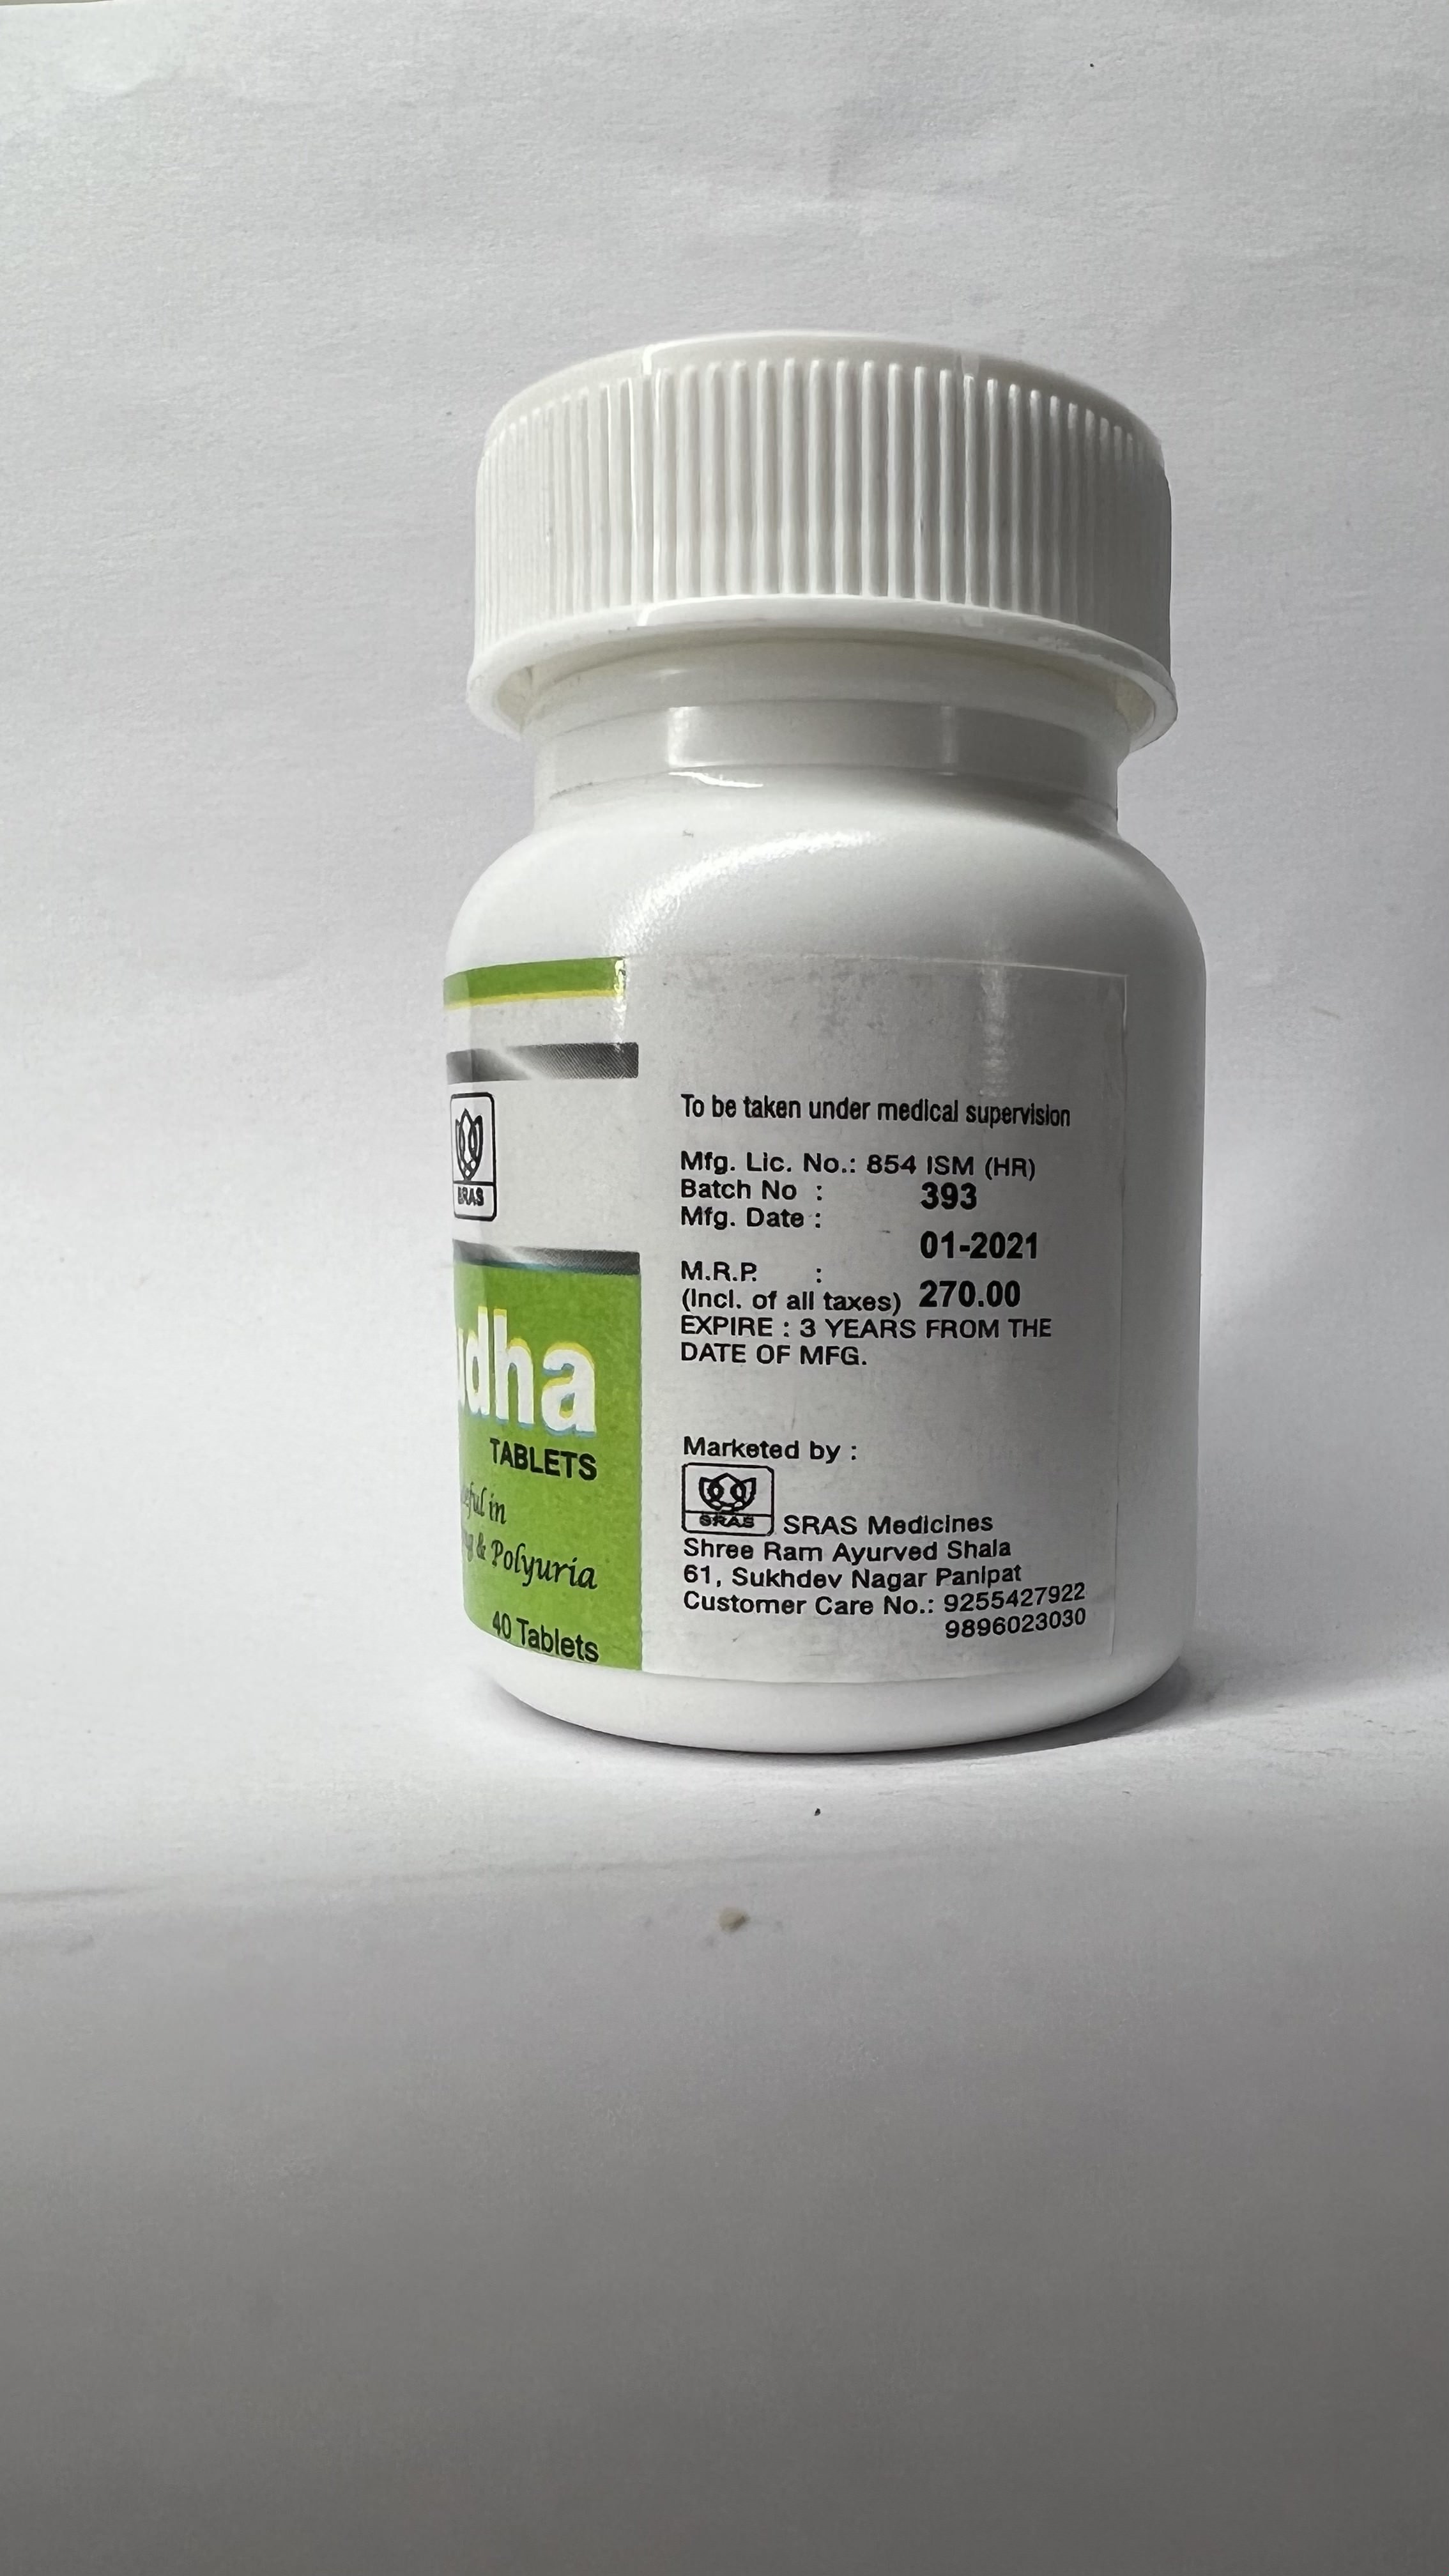 SRAS
TABLETS
in
& Polyuria
40 Tablets
To be taken under medical supervision
Mfg. Lic. No.: 854 ISM (HR)
Batch No : 393
Mfg. Date : 01-2021
M.R.P. :
(Incl. of all taxes) 270.00
EXPIRE : 3 YEARS FROM THE
DATE OF MFG.
Marketed by :
SRAS SRAS Medicines
Shree Ram Ayurved Shala
61, Sukhdev Nagar Panipat
Customer Care No.: 9255427922
9896023030